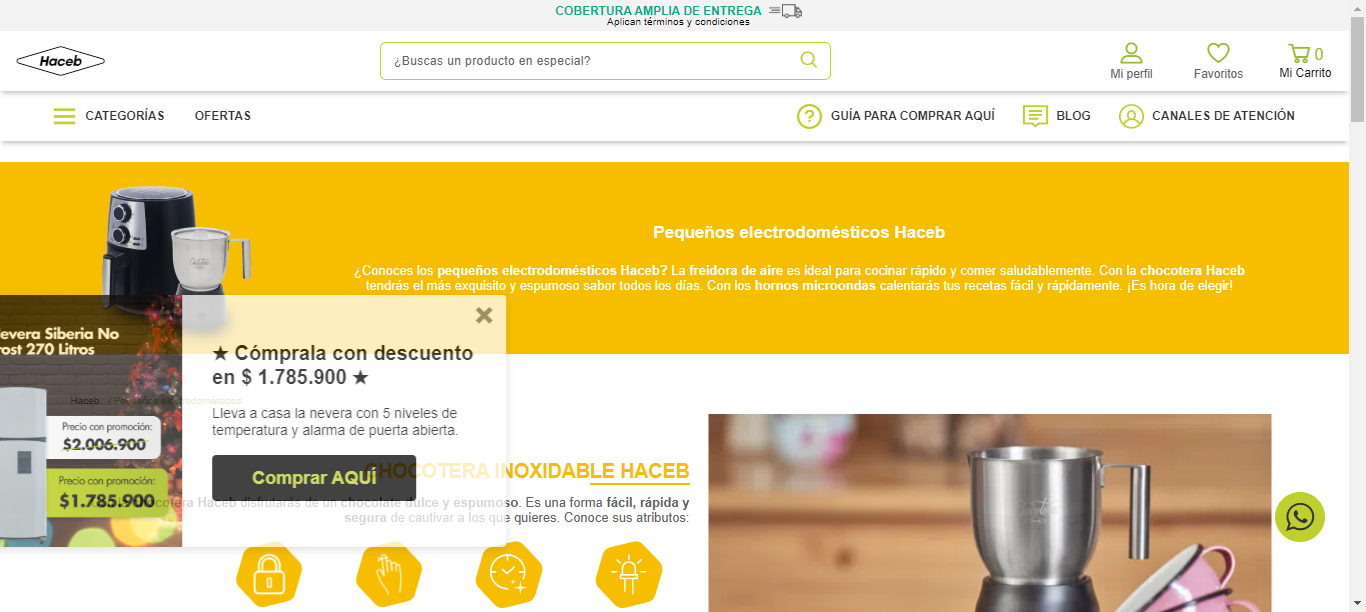 COBERTURA AMPLIA DE ENTREGA
Aplican términos y condiciones
Haceb
¿Buscas un producto en especial?
Mi perfil
Favoritos
0
Mi Carrito
CATEGORÍAS
OFERTAS
GUÍA PARA COMPRAR AQUÍ
BLOG
CANALES DE ATENCIÓN
Pequeños electrodomésticos Haceb
¿Conoces los pequeños electrodomésticos Haceb? La freidora de aire es ideal para cocinar rápido y comer saludablemente. Con la chocotera Haceb
tendrás el más exquisito y espumoso sabor todos los días. Con los hornos microondas calentarás tus recetas fácil y rápidamente. ¡Es hora de elegir!
evera Siberia No
ost 270 Litros
Precio con promoción:
$2.006.900
Precio con promoción:
$1.785.900
★ Cómprala con descuento
en $ 1.785.900 ★
Lleva a casa la nevera con 5 niveles de
temperatura y alarma de puerta abierta.
Comprar AQUÍ
Haceb / Pequeños electrodomésticos
CHOCOTERA INOXIDABLE HACEB
Haceb disfrutarás de un chocolate dulce y espumoso. Es una forma fácil, rápida y
segura de cautivar a los que quieres. Conoce sus atributos: